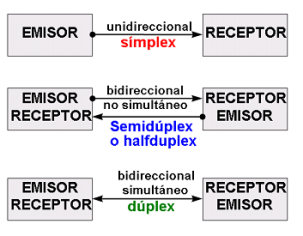 EMISOR unidireccional RECEPTOR
símplex
EMISOR bidireccional RECEPTOR
RECEPTOR no simultáneo EMISOR
Semidúplex
o halfduplex
bidireccional
EMISOR simultáneo RECEPTOR
RECEPTOR dúplex EMISOR